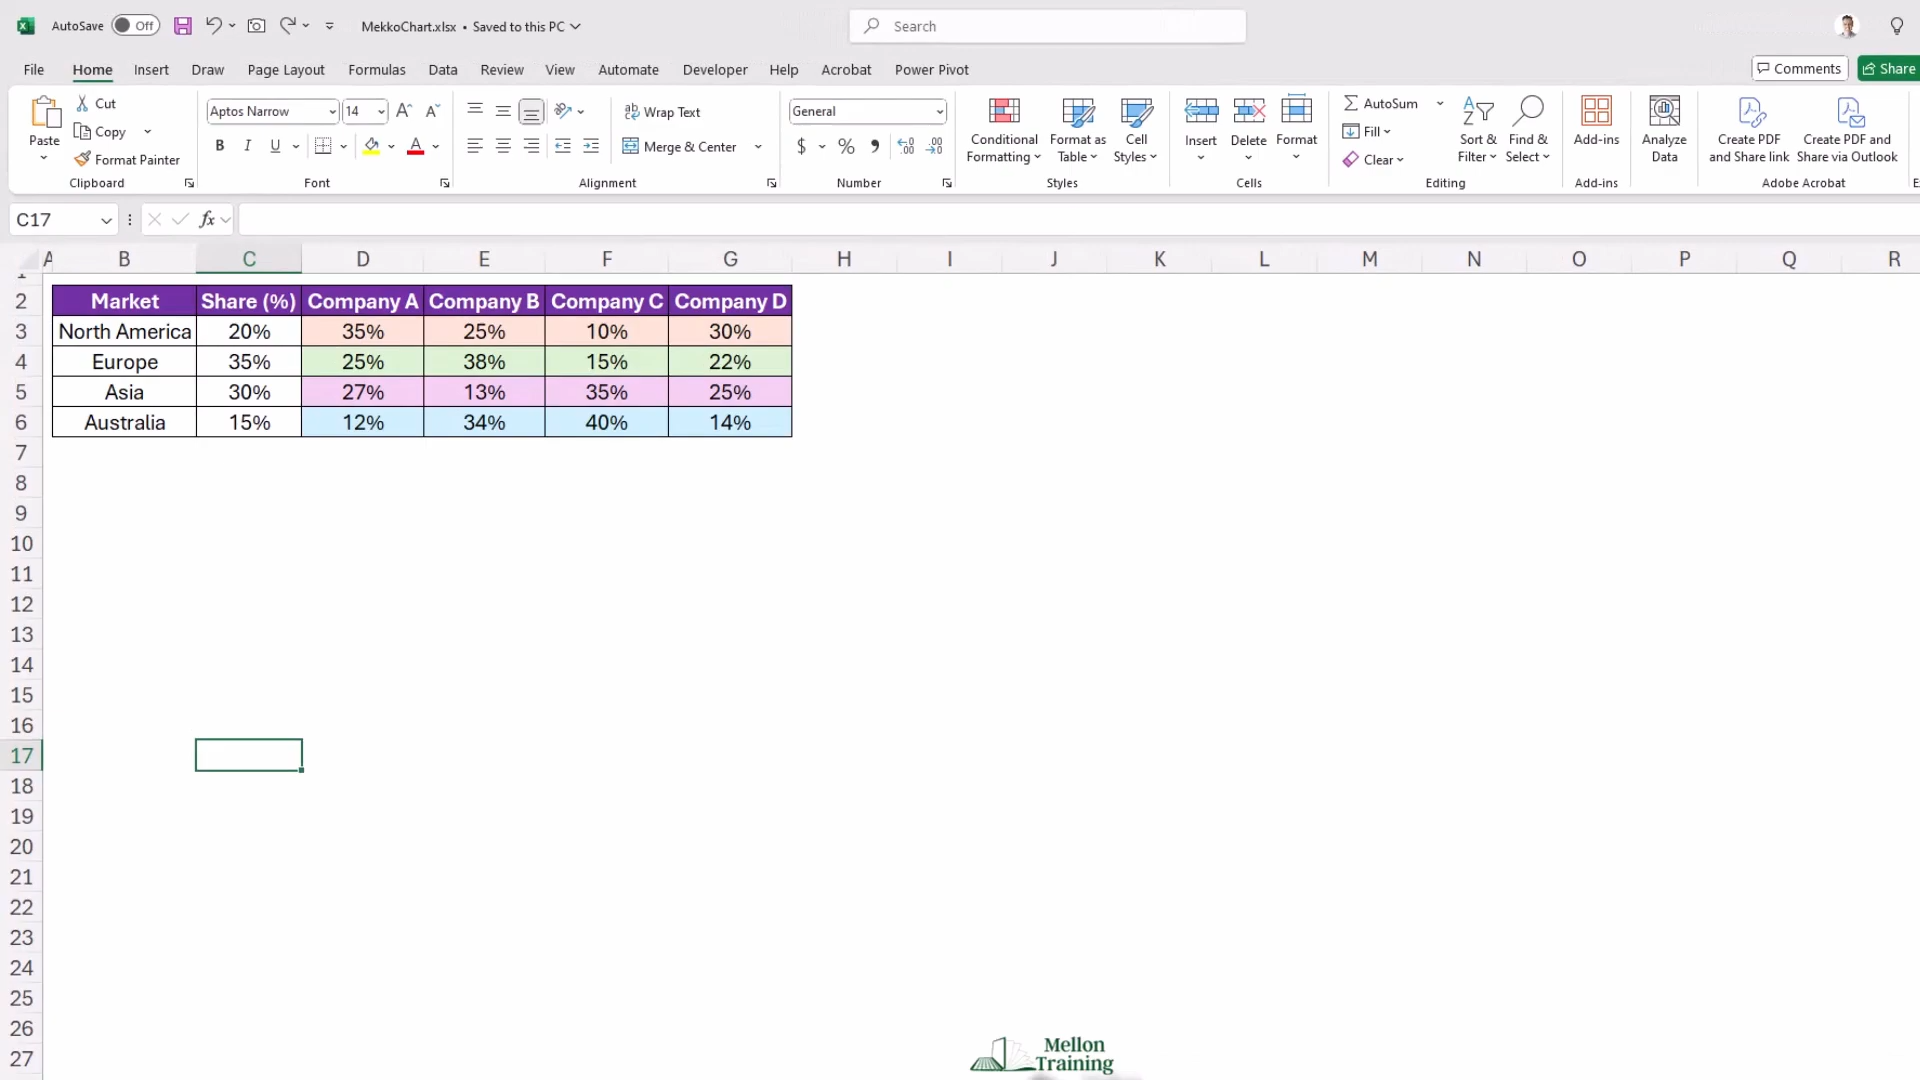 AutoSave Off MekkoChart.xlsx • Saved to this PC Search
File Home Insert Draw Page Layout Formulas Data Review View Automate Developer Help Acrobat Power Pivot Comments Share
Paste Cut Copy Format Painter Clipboard
Aptos Narrow 14 A A B I U A Font
ab Wrap Text Merge & Center Alignment
General $ % , Number
Conditional Formatting Format as Table Cell Styles Styles
Insert Delete Format Cells
AutoSum Fill Clear Sort & Filter Find & Select Editing
Add-ins Add-ins
Analyze Data
Create PDF and Share link Create PDF and Share via Outlook Adobe Acrobat
C17 fx
A B C D E F G H I J K L M N O P Q R
1
2 Market Share (%) Company A Company B Company C Company D
3 North America 20% 35% 25% 10% 30%
4 Europe 35% 25% 38% 15% 22%
5 Asia 30% 27% 13% 35% 25%
6 Australia 15% 12% 34% 40% 14%
7
8
9
10
11
12
13
14
15
16
17
18
19
20
21
22
23
24
25
26
27
Mellon
Training